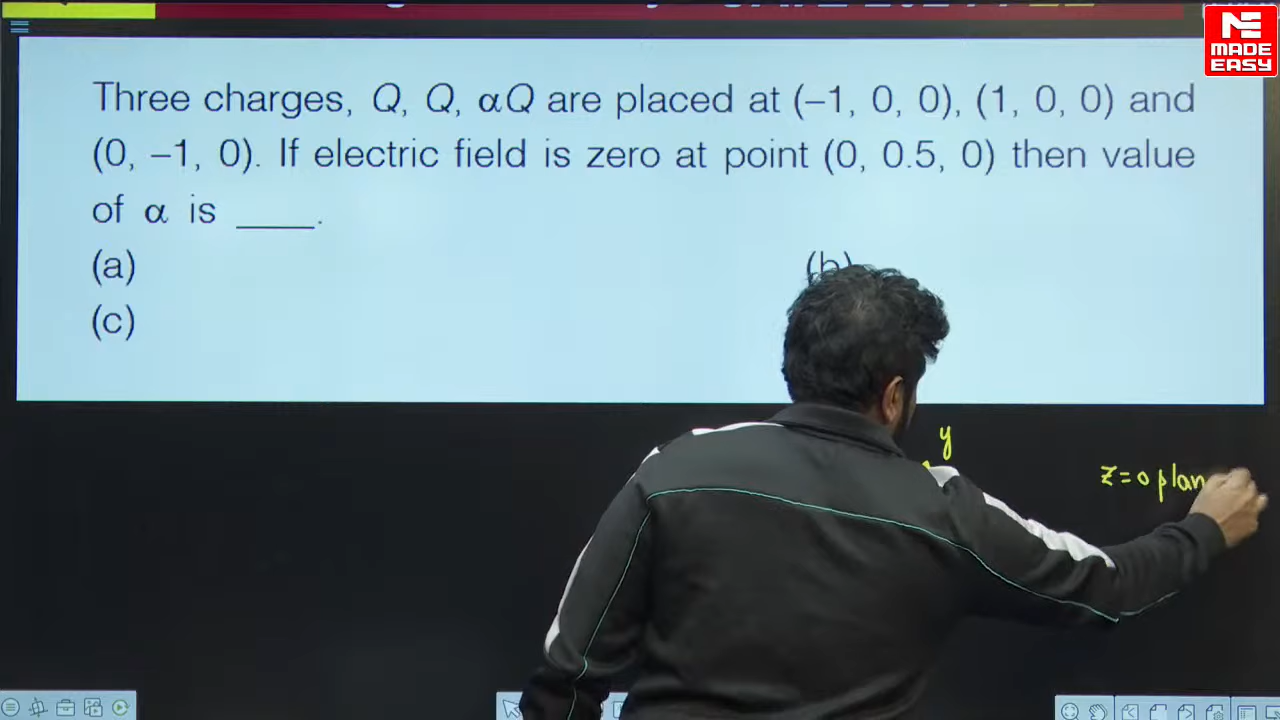 MADE
EASY
Three charges, Q, Q, αQ are placed at (–1, 0, 0), (1, 0, 0) and
(0, –1, 0). If electric field is zero at point (0, 0.5, 0) then value
of α is ____.
(a)
(b)
(c)
y
z=0 plan